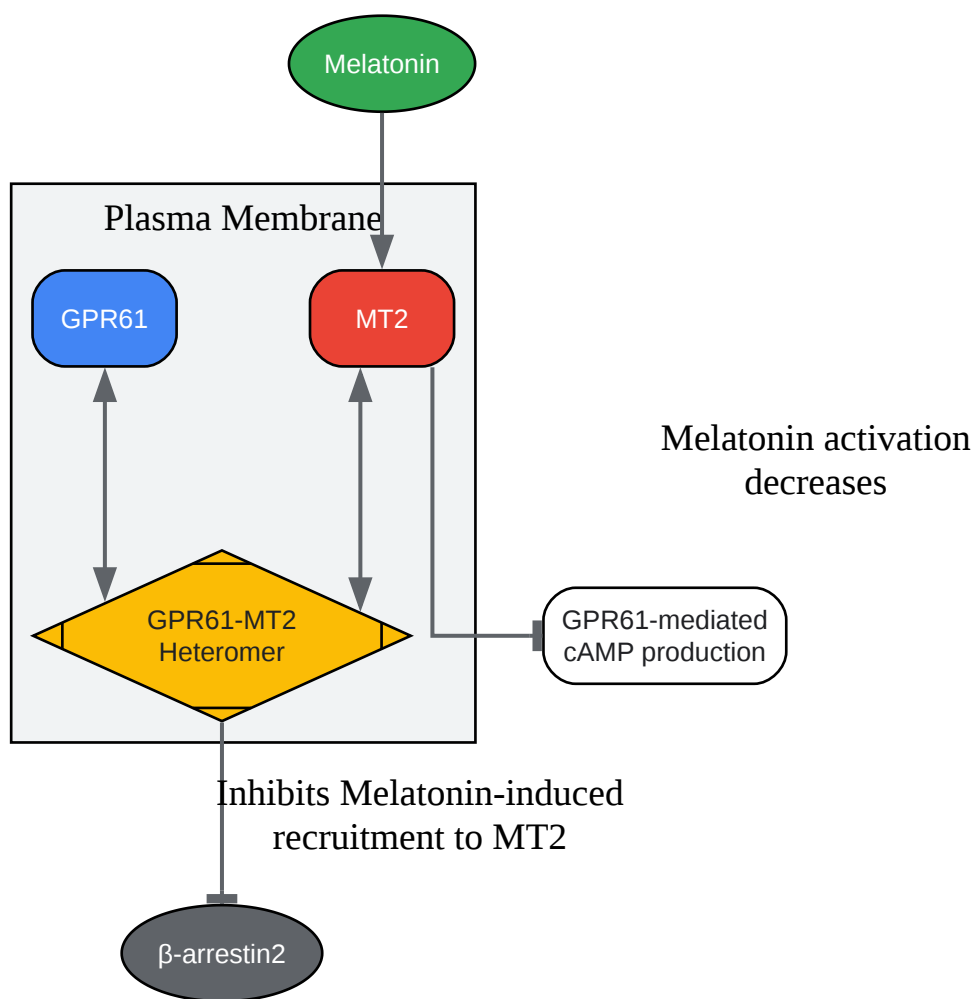 Melatonin
Plasma Membrane
GPR61
MT2
Melatonin activation
decreases
GPR61-MT2
Heteromer
GPR61-mediated
cAMP production
Inhibits Melatonin-induced
recruitment to MT2
β-arrestin2